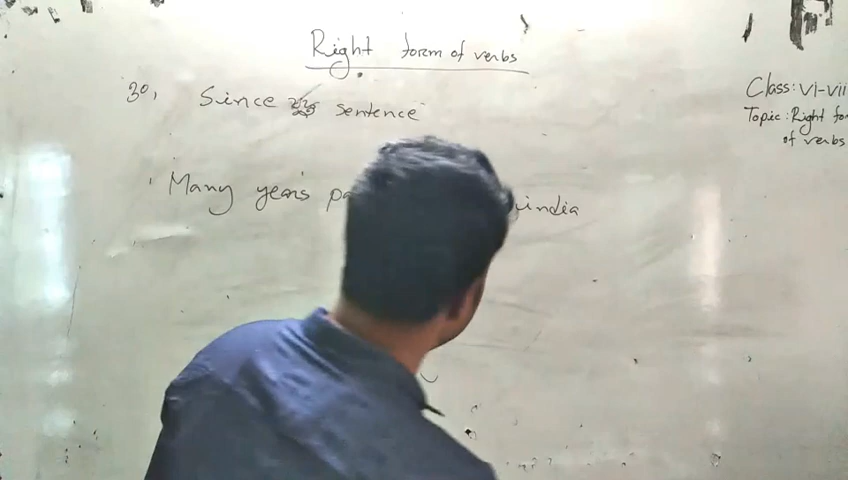 Right form of verbs
30, Since sentence
Many years pa india
Class: vi-vii
Topic: Right fo
of verbs